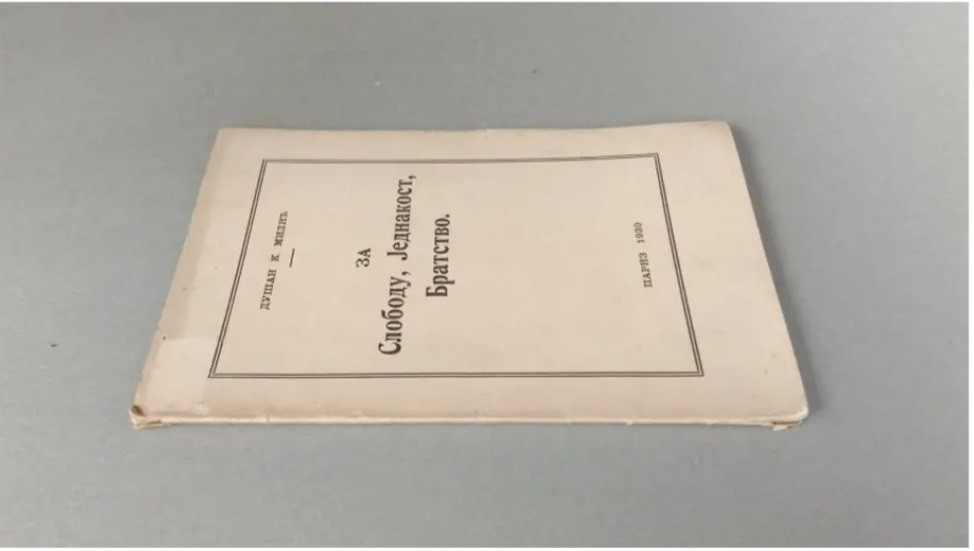 ДУШАН К МИЛИЋ
ЗА
Слободу, Једнакост,
Братство.
ПАРИЗ 1930